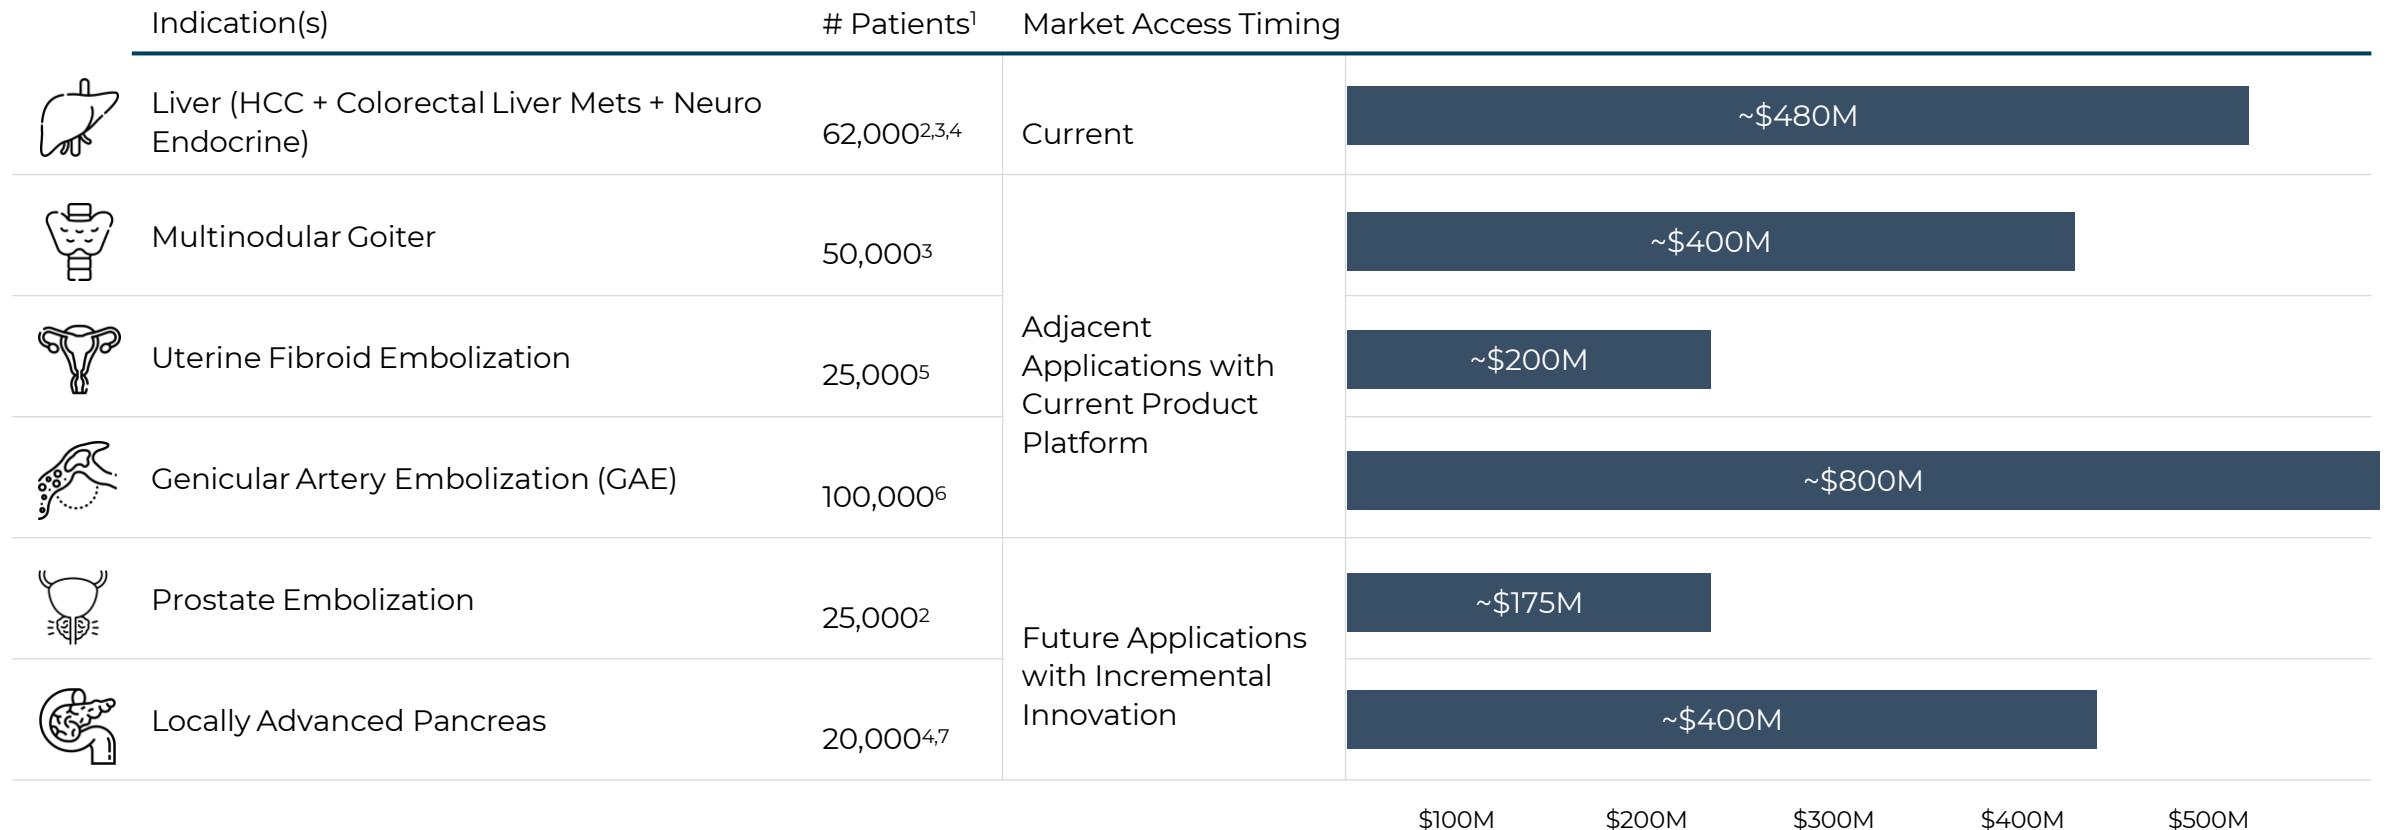 Indication(s)
# Patients¹
Market Access Timing
Liver (HCC + Colorectal Liver Mets + Neuro
Endocrine)
62,000²,³,⁴
Current
~$480M
Multinodular Goiter
50,000³
~$400M
Adjacent
Applications with
Current Product
Platform
Uterine Fibroid Embolization
25,000⁵
~$200M
Genicular Artery Embolization (GAE)
100,000⁶
~$800M
Prostate Embolization
25,000²
~$175M
Future Applications
with Incremental
Innovation
Locally Advanced Pancreas
20,000⁴,⁷
~$400M
$100M
$200M
$300M
$400M
$500M